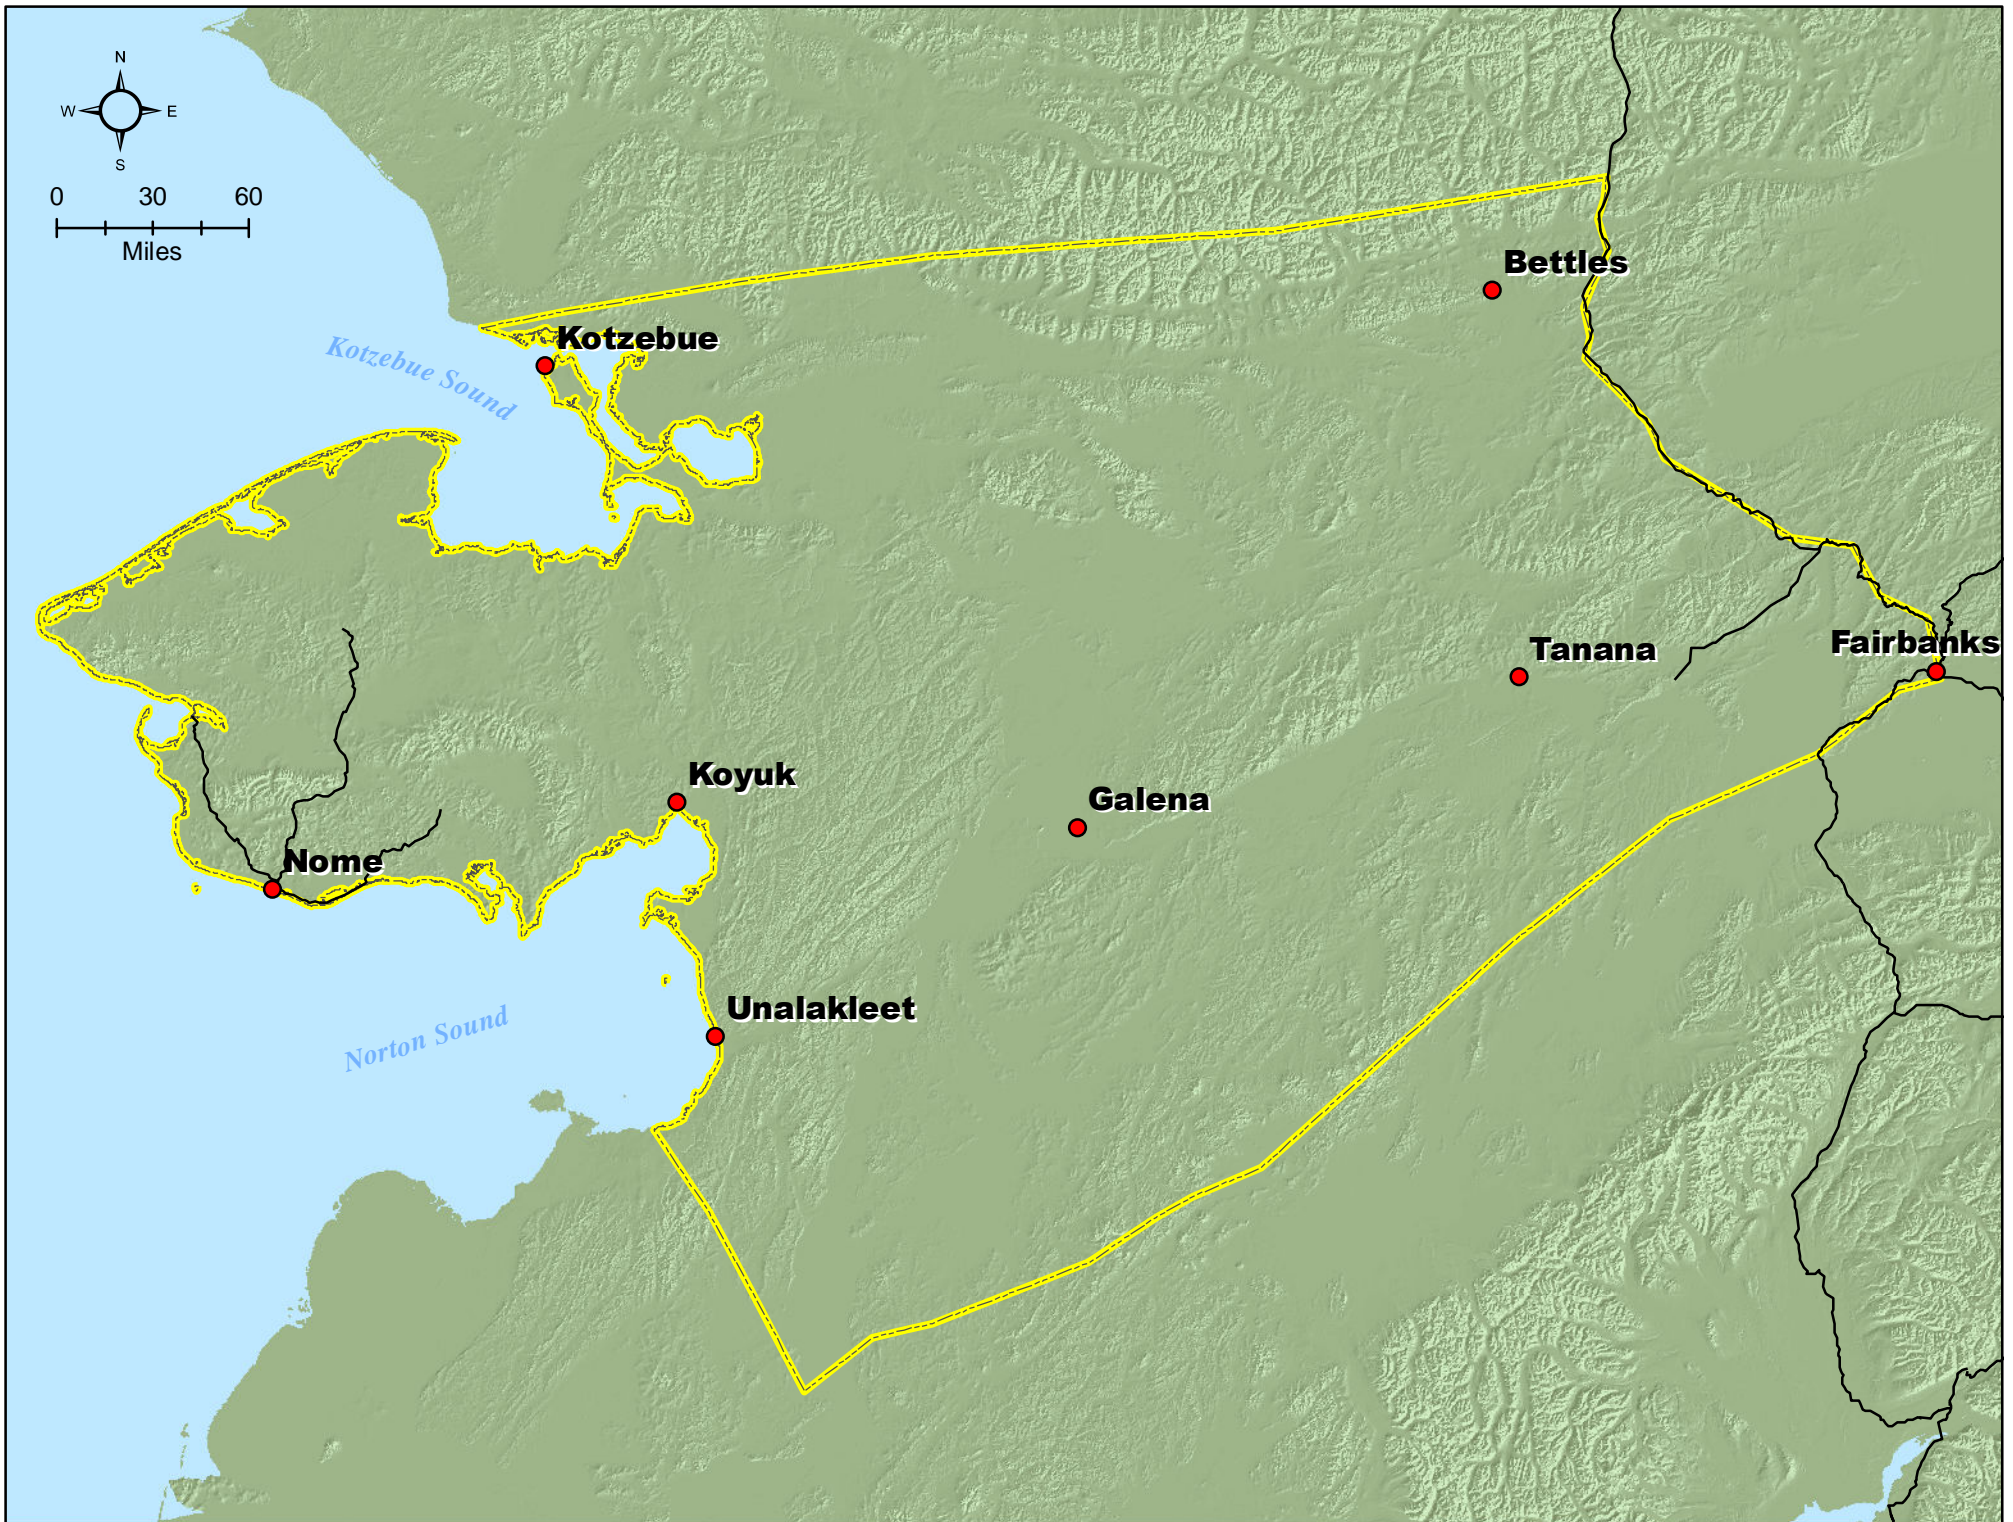 N
W E
S
0 30 60
Miles
Bettles
Kotzebue
Kotzebue Sound
Tanana
Fairbanks
Koyuk
Galena
Nome
Unalakleet
Norton Sound